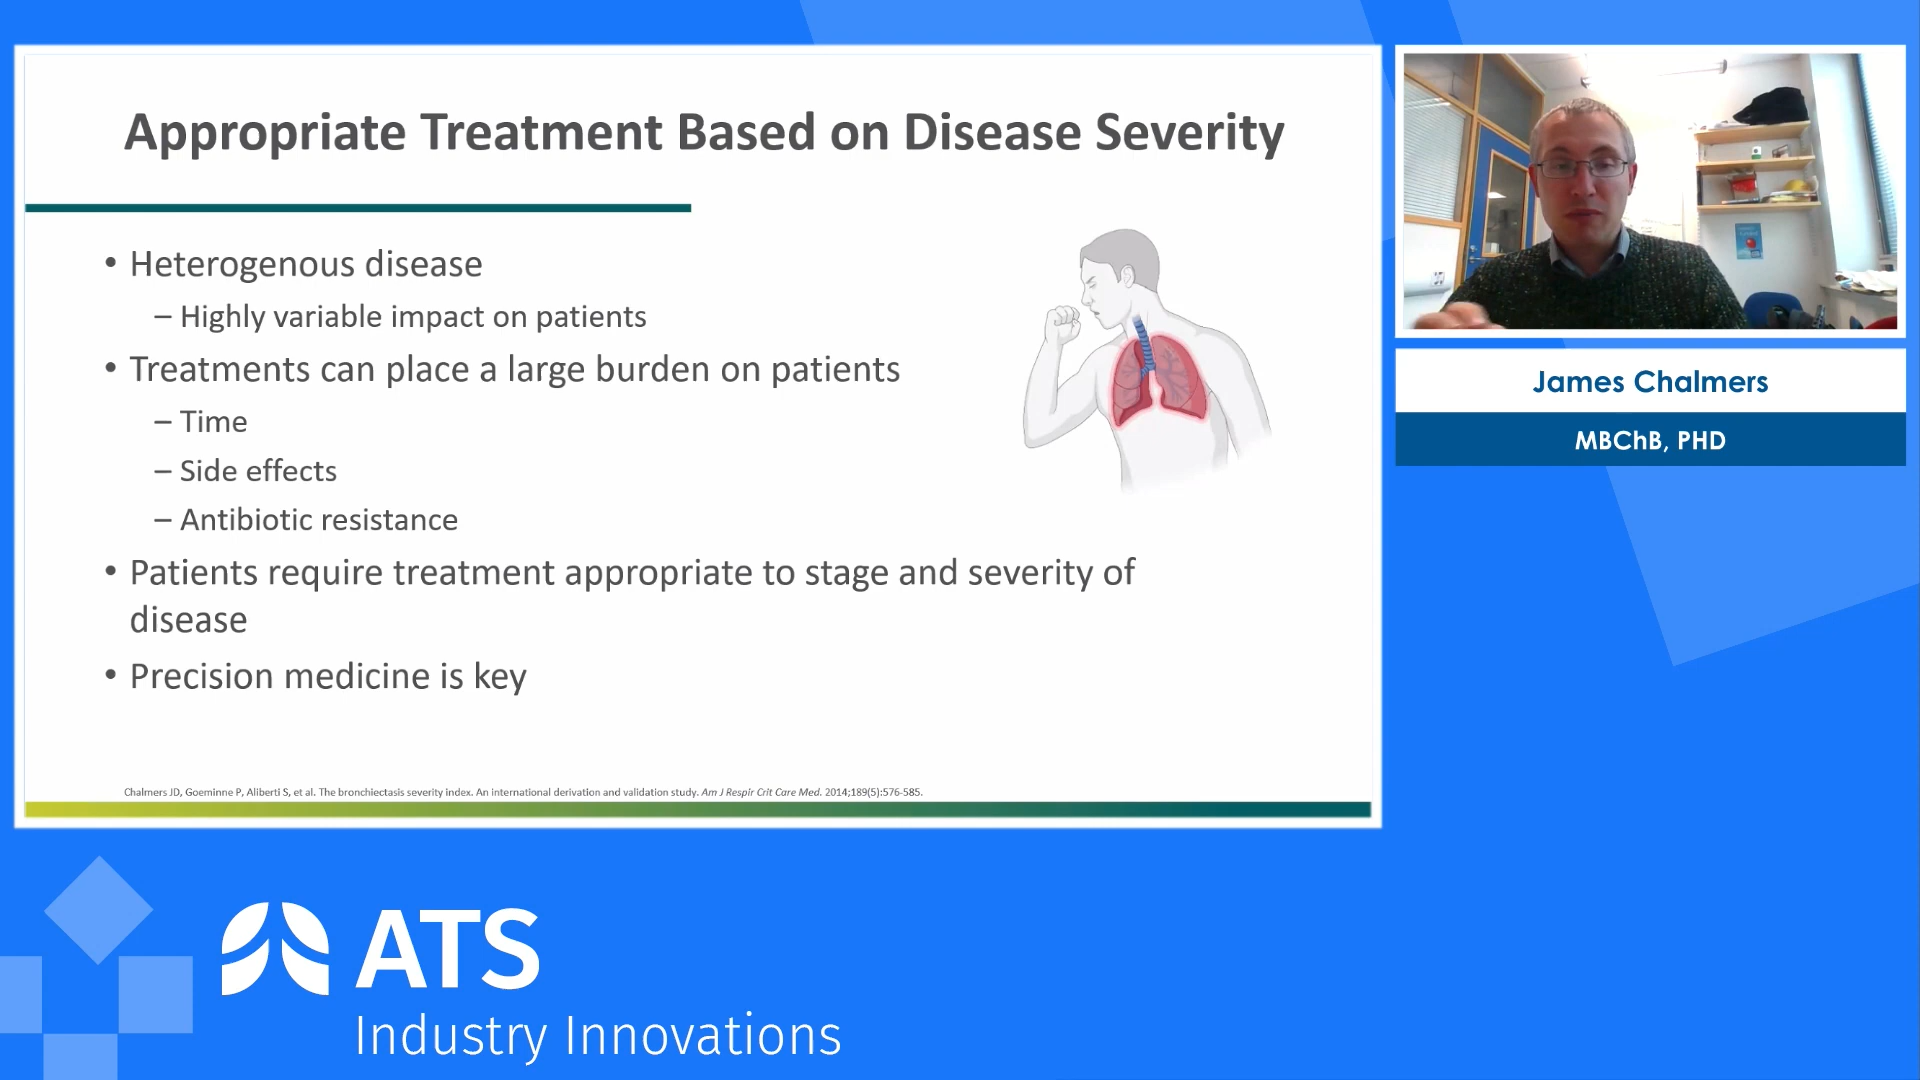 Appropriate Treatment Based on Disease Severity
• Heterogenous disease
– Highly variable impact on patients
• Treatments can place a large burden on patients
– Time
– Side effects
– Antibiotic resistance
• Patients require treatment appropriate to stage and severity of
disease
• Precision medicine is key
Chalmers JD, Goeminne P, Aliberti S, et al. The bronchiectasis severity index. An international derivation and validation study. Am J Respir Crit Care Med. 2014;189(5):576-585.
James Chalmers
MBChB, PHD
ATS
Industry Innovations